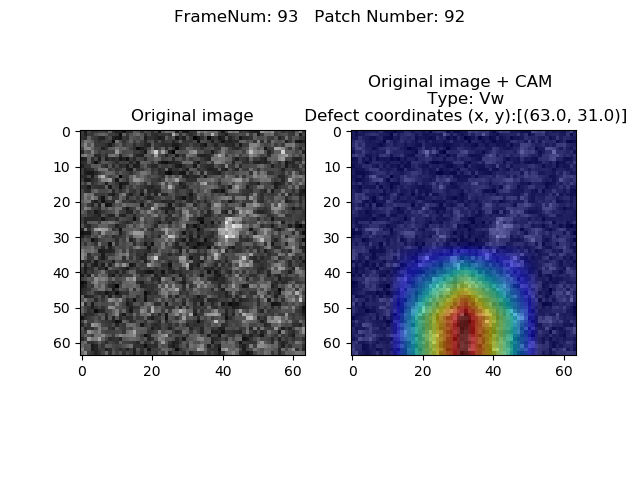 FrameNum: 93   Patch Number: 92
Original image
Original image + CAM
Type: Vw
Defect coordinates (x, y):[(63.0, 31.0)]
0
10
20
30
40
50
60
0 20 40 60
0
10
20
30
40
50
60
0 20 40 60